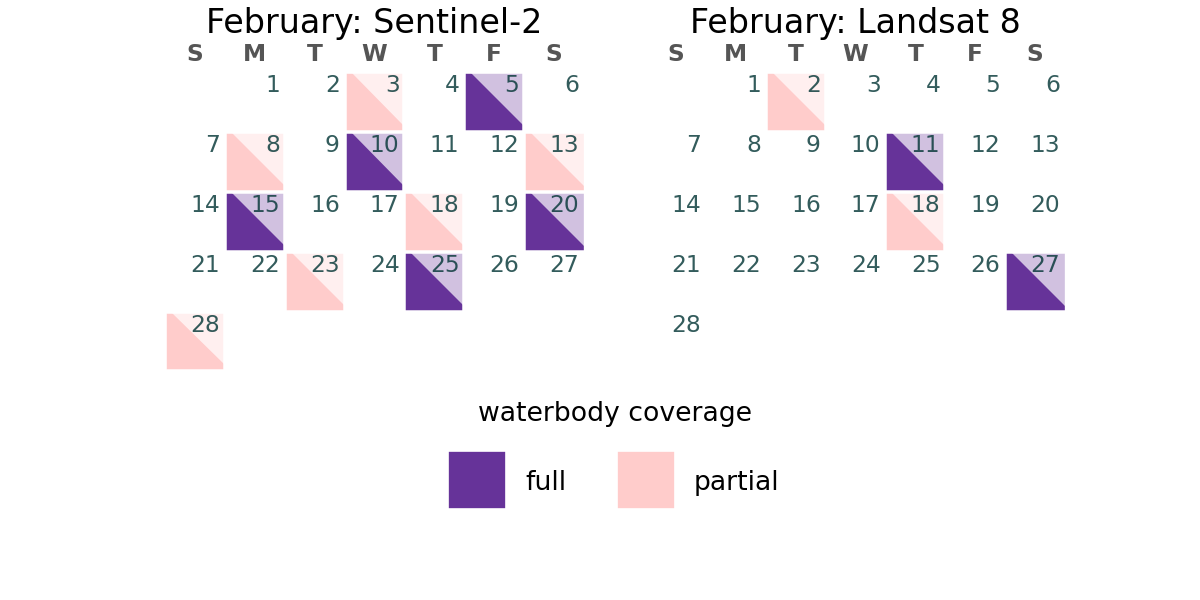 February: Sentinel-2
S M T W T F S
1 2 3 4 5 6
7 8 9 10 11 12 13
14 15 16 17 18 19 20
21 22 23 24 25 26 27
28
February: Landsat 8
S M T W T F S
1 2 3 4 5 6
7 8 9 10 11 12 13
14 15 16 17 18 19 20
21 22 23 24 25 26 27
28
waterbody coverage
full partial